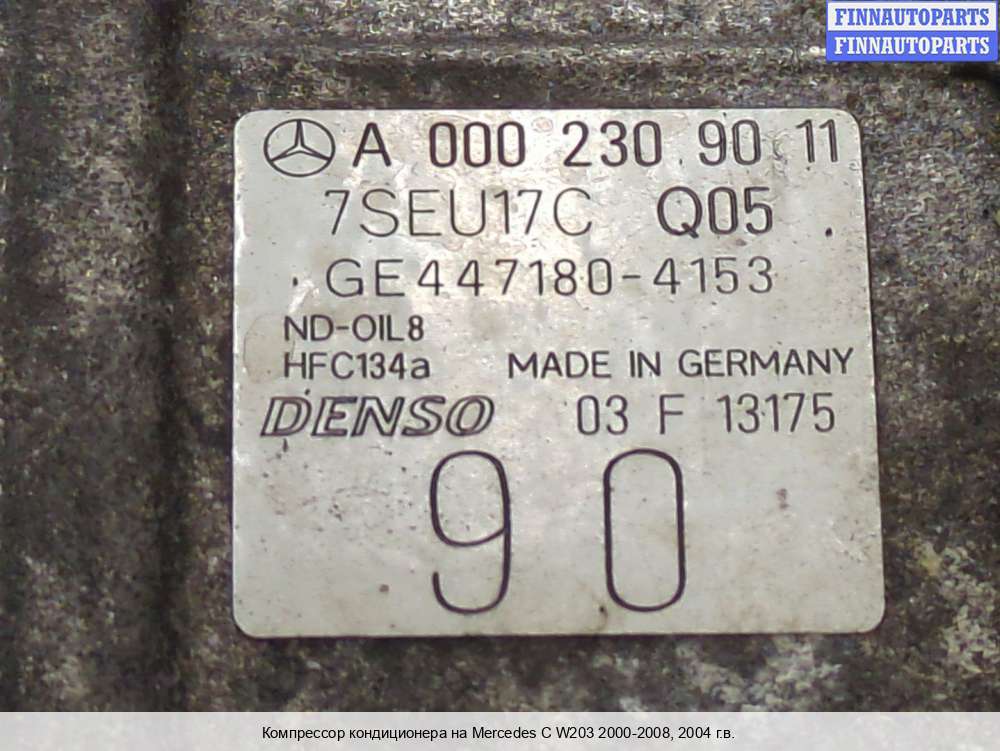 FINNAUTOPARTS
FINNAUTOPARTS
A 000 230 90 11
7SEU17C Q05
GE447180-4153
ND-OIL8
HFC134a MADE IN GERMANY
DENSO 03 F 13175
90
Компрессор кондиционера на Mercedes C W203 2000-2008, 2004 г.в.